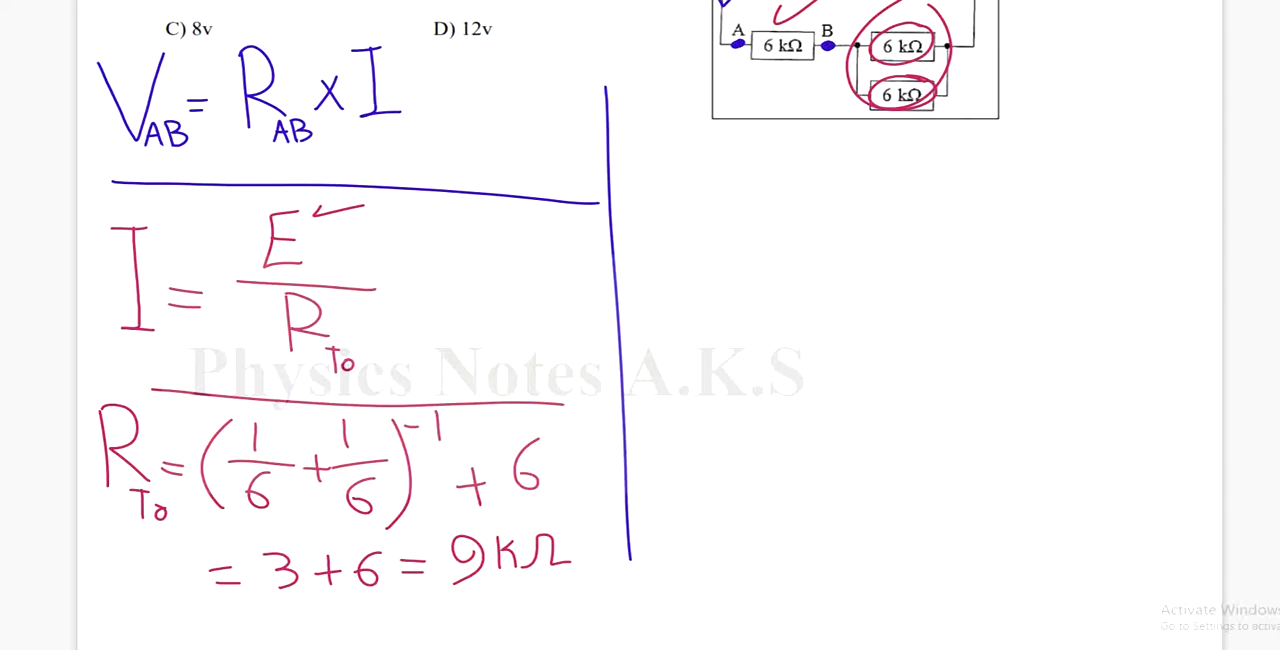 C) 8v D) 12v
A 6 kΩ B 6 kΩ
6 kΩ
V_AB = R_AB × I
I = E / R_To
Physics Notes A.K.S
R_To = (1/6 + 1/6)^-1 + 6
= 3 + 6 = 9 kΩ
Activate Windows
Go to Settings to activa